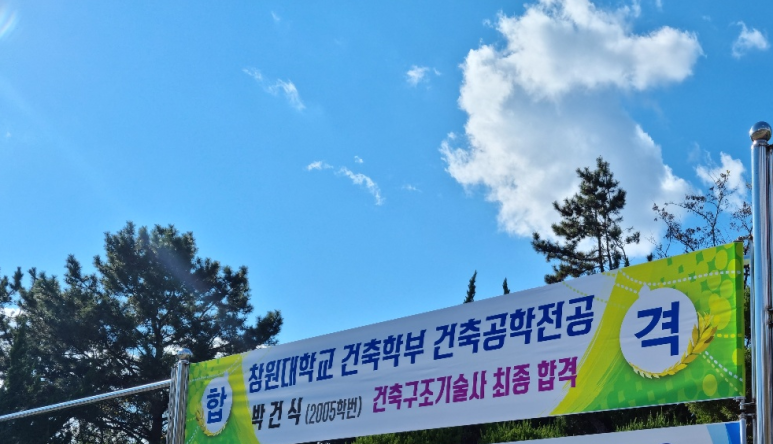 합 격
창원대학교 건축학부 건축공학전공
박건식 (2005학번) 건축구조기술사 최종 합격